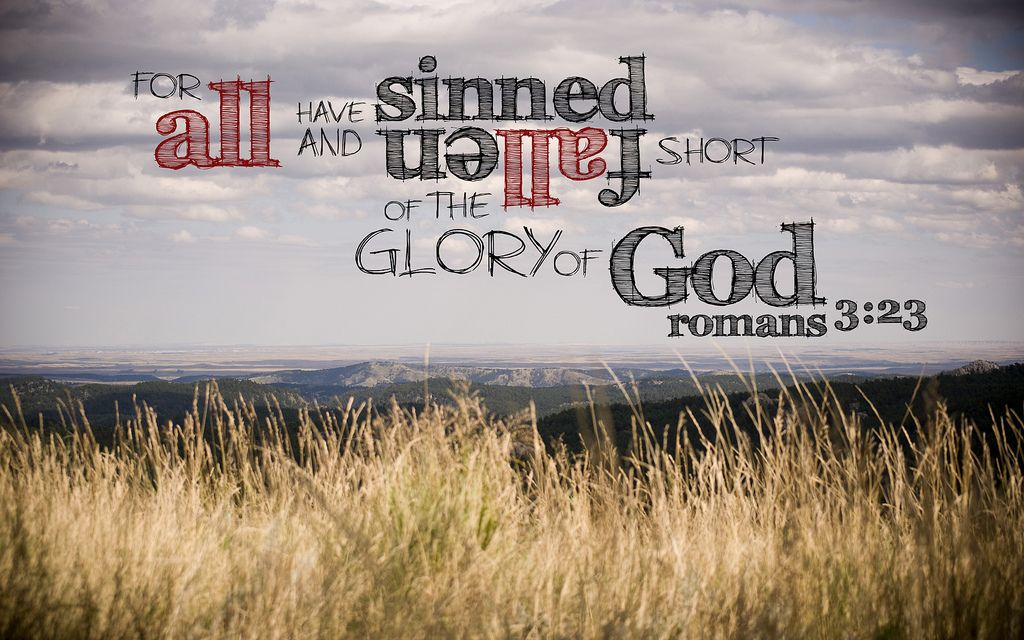 FOR all HAVE sinned
AND fallen SHORT
OF THE
GLORY OF God
romans 3:23